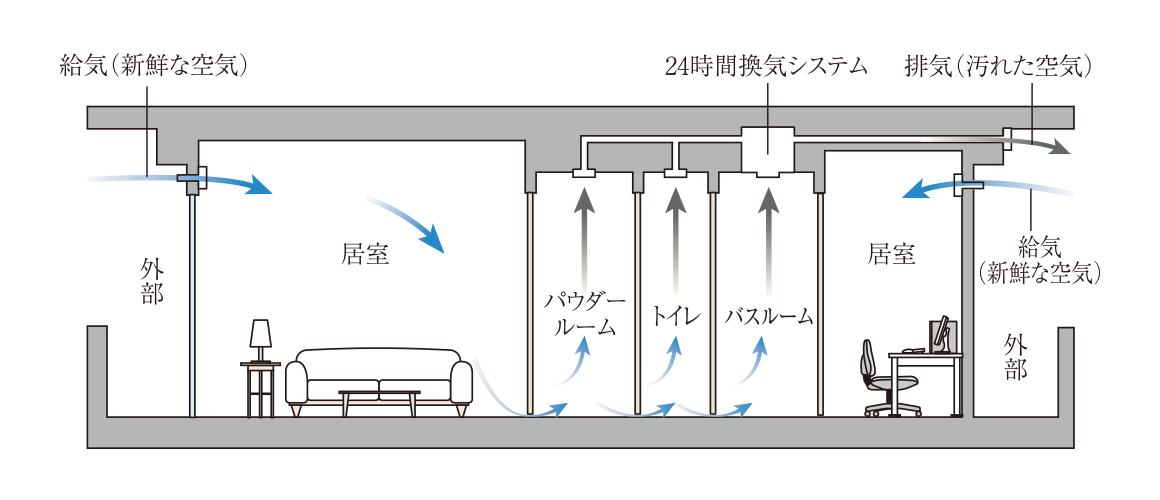 給気(新鮮な空気)
24時間換気システム
排気(汚れた空気)
居室
居室
給気
(新鮮な空気)
外部
パウダー
ルーム
トイレ
バスルーム
外部